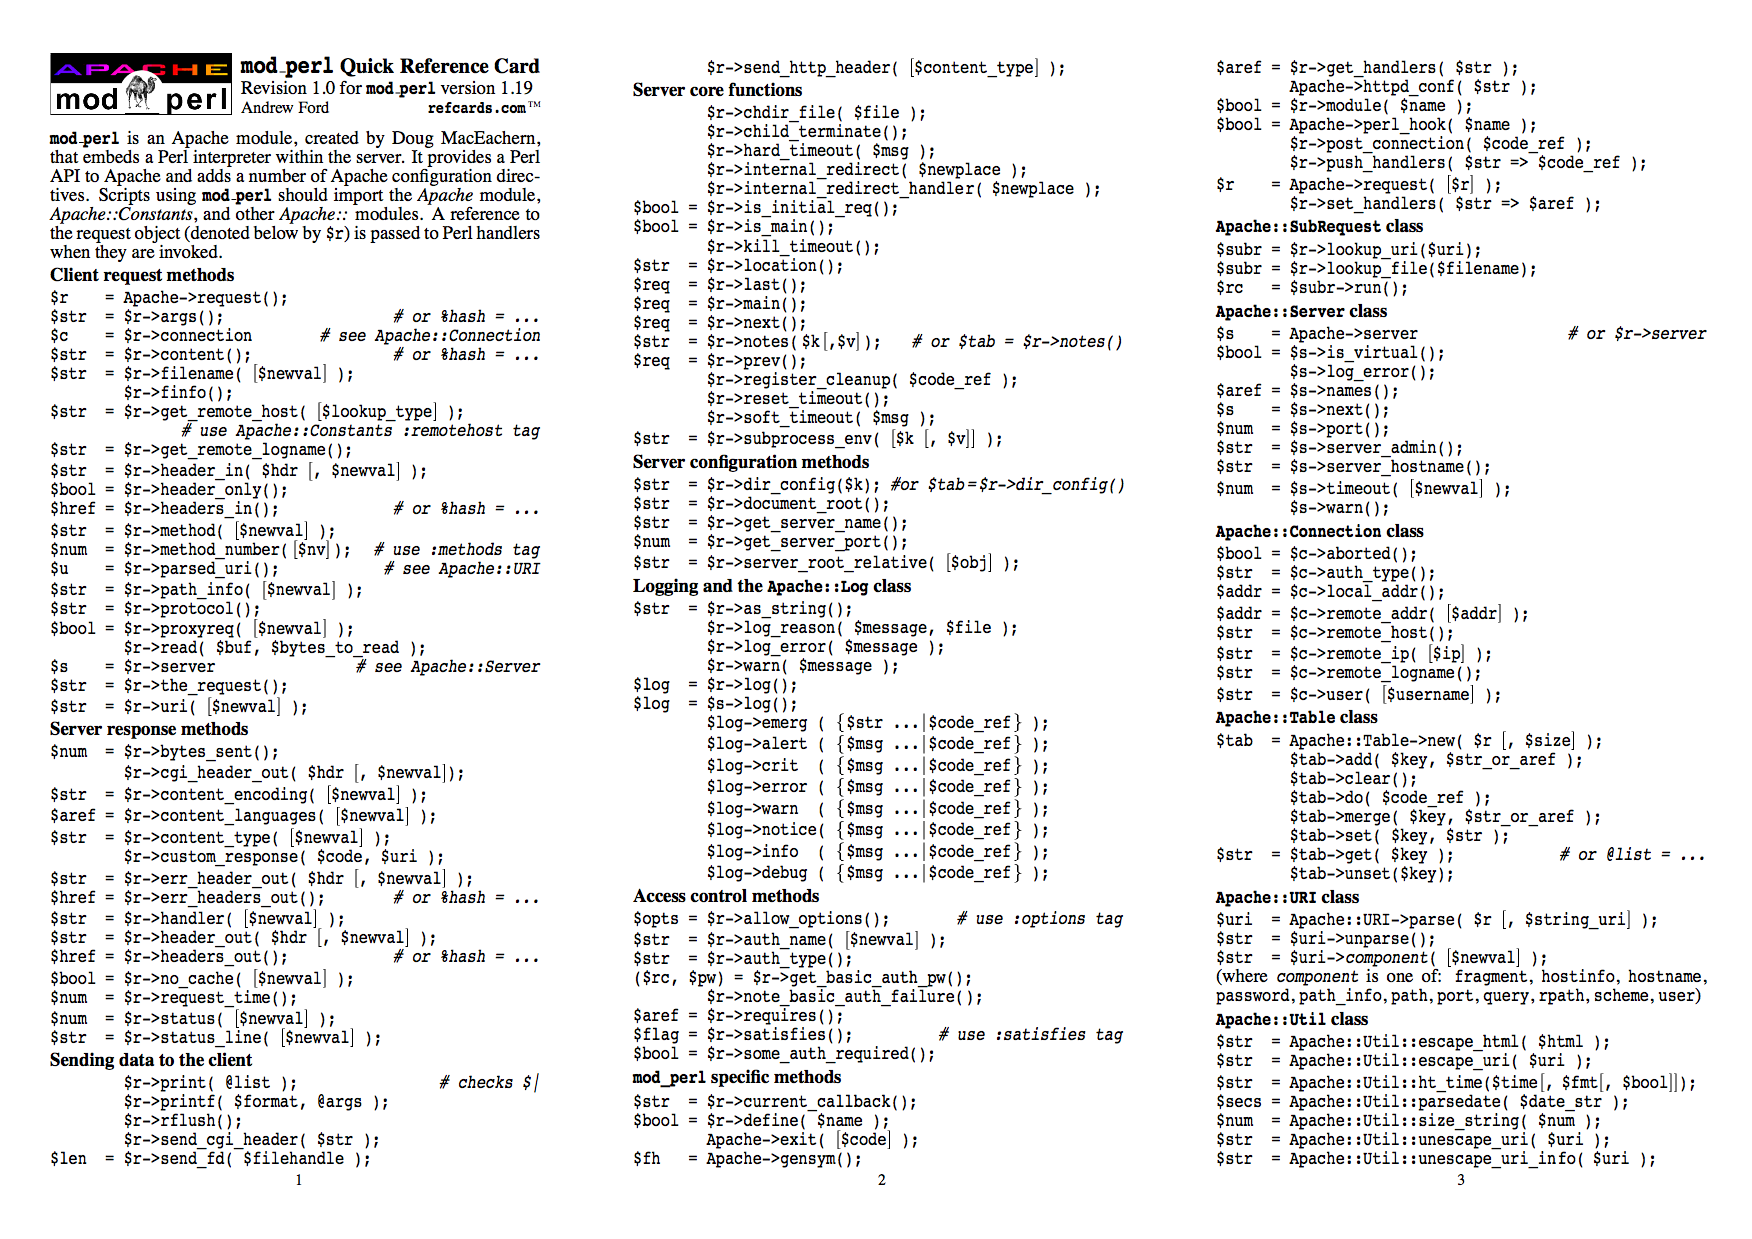 APACHE
mod perl
mod_perl Quick Reference Card
Revision 1.0 for mod_perl version 1.19
Andrew Ford refcards.com™
mod_perl is an Apache module, created by Doug MacEachern,
that embeds a Perl interpreter within the server. It provides a Perl
API to Apache and adds a number of Apache configuration direc-
tives. Scripts using mod_perl should import the Apache module,
Apache::Constants, and other Apache:: modules. A reference to
the request object (denoted below by $r) is passed to Perl handlers
when they are invoked.
Client request methods
$r = Apache->request();
$str = $r->args(); # or %hash = ...
$c = $r->connection # see Apache::Connection
$str = $r->content(); # or %hash = ...
$str = $r->filename( [$newval] );
$r->finfo();
$str = $r->get_remote_host( [$lookup_type] );
# use Apache::Constants :remotehost tag
$str = $r->get_remote_logname();
$str = $r->header_in( $hdr [, $newval] );
$bool = $r->header_only();
$href = $r->headers_in(); # or %hash = ...
$str = $r->method( [$newval] );
$num = $r->method_number([$nv]); # use :methods tag
$u = $r->parsed_uri(); # see Apache::URI
$str = $r->path_info( [$newval] );
$str = $r->protocol();
$bool = $r->proxyreq( [$newval] );
$r->read( $buf, $bytes_to_read );
$s = $r->server # see Apache::Server
$str = $r->the_request();
$str = $r->uri( [$newval] );
Server response methods
$num = $r->bytes_sent();
$r->cgi_header_out( $hdr [, $newval]);
$str = $r->content_encoding( [$newval] );
$aref = $r->content_languages( [$newval] );
$str = $r->content_type( [$newval] );
$r->custom_response( $code, $uri );
$str = $r->err_header_out( $hdr [, $newval] );
$href = $r->err_headers_out(); # or %hash = ...
$str = $r->handler( [$newval] );
$str = $r->header_out( $hdr [, $newval] );
$href = $r->headers_out(); # or %hash = ...
$bool = $r->no_cache( [$newval] );
$num = $r->request_time();
$num = $r->status( [$newval] );
$str = $r->status_line( [$newval] );
Sending data to the client
$r->print( @list ); # checks $|
$r->printf( $format, @args );
$r->rflush();
$r->send_cgi_header( $str );
$len = $r->send_fd( $filehandle );
1
$r->send_http_header( [$content_type] );
Server core functions
$r->chdir_file( $file );
$r->child_terminate();
$r->hard_timeout( $msg );
$r->internal_redirect( $newplace );
$r->internal_redirect_handler( $newplace );
$bool = $r->is_initial_req();
$bool = $r->is_main();
$r->kill_timeout();
$str = $r->location();
$req = $r->last();
$req = $r->main();
$req = $r->next();
$str = $r->notes($k[,$v]); # or $tab = $r->notes()
$req = $r->prev();
$r->register_cleanup( $code_ref );
$r->reset_timeout();
$r->soft_timeout( $msg );
$str = $r->subprocess_env( [$k [, $v]] );
Server configuration methods
$str = $r->dir_config($k); #or $tab=$r->dir_config()
$str = $r->document_root();
$str = $r->get_server_name();
$num = $r->get_server_port();
$str = $r->server_root_relative( [$obj] );
Logging and the Apache::Log class
$str = $r->as_string();
$r->log_reason( $message, $file );
$r->log_error( $message );
$r->warn( $message );
$log = $r->log();
$log = $s->log();
$log->emerg ( {$str ...|$code_ref} );
$log->alert ( {$msg ...|$code_ref} );
$log->crit ( {$msg ...|$code_ref} );
$log->error ( {$msg ...|$code_ref} );
$log->warn ( {$msg ...|$code_ref} );
$log->notice( {$msg ...|$code_ref} );
$log->info ( {$msg ...|$code_ref} );
$log->debug ( {$msg ...|$code_ref} );
Access control methods
$opts = $r->allow_options(); # use :options tag
$str = $r->auth_name( [$newval] );
$str = $r->auth_type();
($rc, $pw) = $r->get_basic_auth_pw();
$r->note_basic_auth_failure();
$aref = $r->requires();
$flag = $r->satisfies(); # use :satisfies tag
$bool = $r->some_auth_required();
mod_perl specific methods
$str = $r->current_callback();
$bool = $r->define( $name );
Apache->exit( [$code] );
$fh = Apache->gensym();
2
$aref = $r->get_handlers( $str );
Apache->httpd_conf( $str );
$bool = $r->module( $name );
$bool = Apache->perl_hook( $name );
$r->post_connection( $code_ref );
$r->push_handlers( $str => $code_ref );
$r = Apache->request( [$r] );
$r->set_handlers( $str => $aref );
Apache::SubRequest class
$subr = $r->lookup_uri($uri);
$subr = $r->lookup_file($filename);
$rc = $subr->run();
Apache::Server class
$s = Apache->server # or $r->server
$bool = $s->is_virtual();
$s->log_error();
$aref = $s->names();
$s = $s->next();
$num = $s->port();
$str = $s->server_admin();
$str = $s->server_hostname();
$num = $s->timeout( [$newval] );
$s->warn();
Apache::Connection class
$bool = $c->aborted();
$str = $c->auth_type();
$addr = $c->local_addr();
$addr = $c->remote_addr( [$addr] );
$str = $c->remote_host();
$str = $c->remote_ip( [$ip] );
$str = $c->remote_logname();
$str = $c->user( [$username] );
Apache::Table class
$tab = Apache::Table->new( $r [, $size] );
$tab->add( $key, $str_or_aref );
$tab->clear();
$tab->do( $code_ref );
$tab->merge( $key, $str_or_aref );
$tab->set( $key, $str );
$str = $tab->get( $key ); # or @list = ...
$tab->unset($key);
Apache::URI class
$uri = Apache::URI->parse( $r [, $string_uri] );
$str = $uri->unparse();
$str = $uri->component( [$newval] );
(where component is one of: fragment, hostinfo, hostname,
password, path_info, path, port, query, rpath, scheme, user)
Apache::Util class
$str = Apache::Util::escape_html( $html );
$str = Apache::Util::escape_uri( $uri );
$str = Apache::Util::ht_time($time[, $fmt[, $bool]]);
$secs = Apache::Util::parsedate( $date_str );
$num = Apache::Util::size_string( $num );
$str = Apache::Util::unescape_uri( $uri );
$str = Apache::Util::unescape_uri_info( $uri );
3